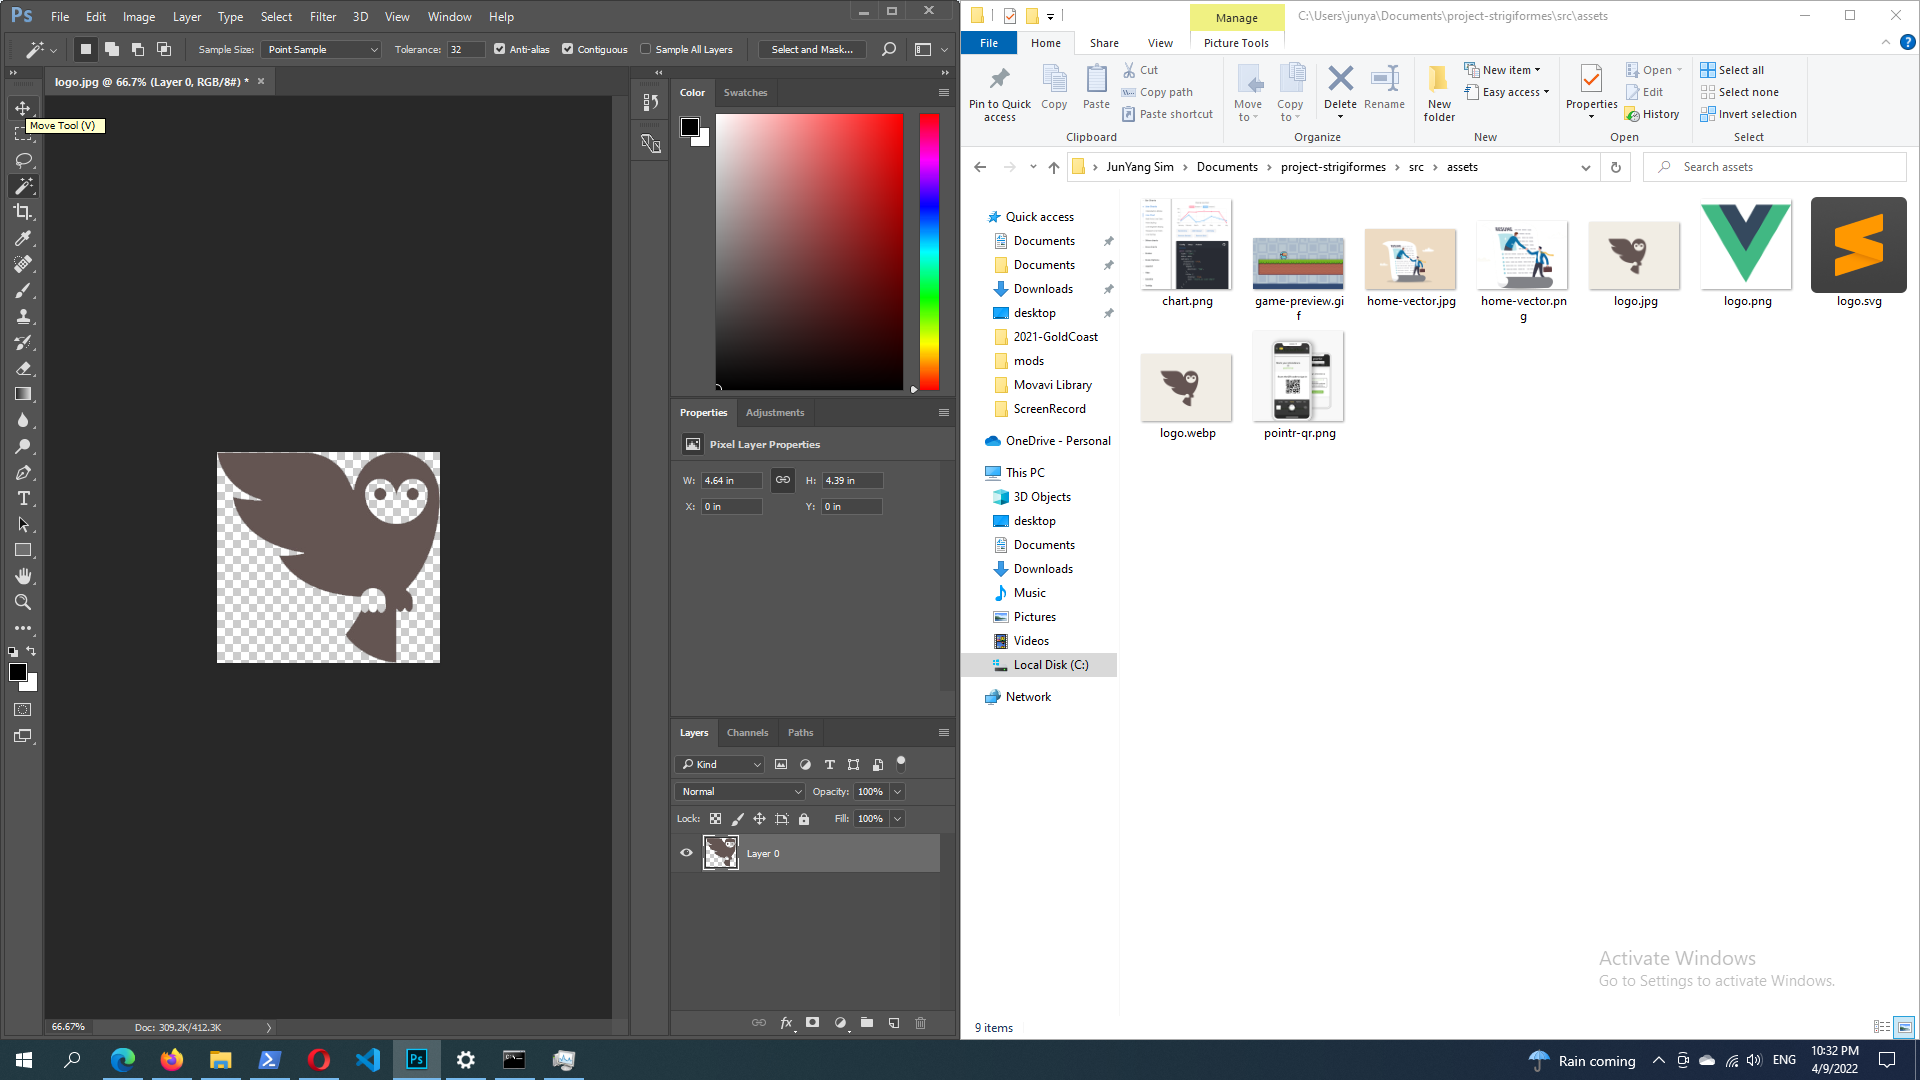 Ps File Edit Image Layer Type Select Filter 3D View Window Help
Sample Size: Point Sample Tolerance: 32 Anti-alias Contiguous Sample All Layers Select and Mask...
logo.jpg @ 66.7% (Layer 0, RGB/8#) * ×
Move Tool (V)
Color Swatches
Properties Adjustments
Pixel Layer Properties
W: 4.64 in H: 4.39 in
X: 0 in Y: 0 in
Layers Channels Paths
Kind
Normal Opacity: 100%
Lock: Fill: 100%
Layer 0
66.67% Doc: 309.2K/412.3K
Manage C:\Users\junya\Documents\project-strigiformes\src\assets
File Home Share View Picture Tools
Pin to Quick access
Copy
Paste
Cut
Copy path
Paste shortcut
Clipboard
Move to
Copy to
Delete
Rename
Organize
New folder
New item
Easy access
New
Properties
Open
Edit
History
Open
Select all
Select none
Invert selection
Select
JunYang Sim > Documents > project-strigiformes > src > assets
Search assets
Quick access
Documents
Documents
Downloads
desktop
2021-GoldCoast
mods
Movavi Library
ScreenRecord
OneDrive - Personal
This PC
3D Objects
desktop
Documents
Downloads
Music
Pictures
Videos
Local Disk (C:)
Network
chart.png
game-preview.gi
f
home-vector.jpg
home-vector.pn
g
logo.jpg
logo.png
logo.svg
logo.webp
pointr-qr.png
Activate Windows
Go to Settings to activate Windows.
9 items
Ps
Rain coming
ENG
10:32 PM
4/9/2022